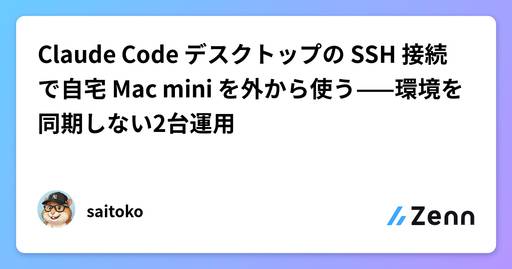 Claude Code デスクトップの SSH 接続
で自宅 Mac mini を外から使う——環境を
同期しない2台運用
saitoko
Zenn